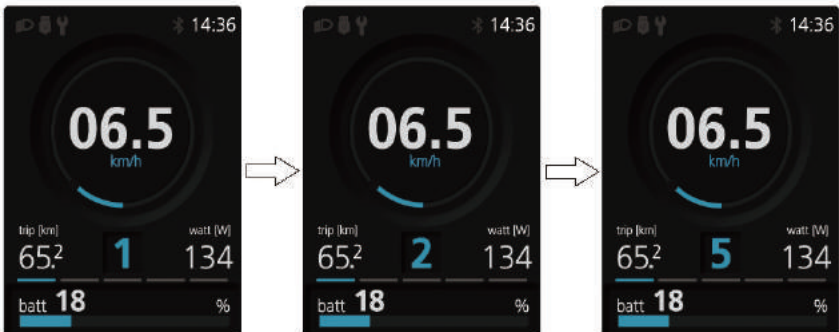 14:36
06.5
km/h
trip [km]
watt [W]
65.2
1
134
batt 18 %
14:36
06.5
km/h
trip [km]
watt [W]
65.2
2
134
batt 18 %
14:36
06.5
km/h
trip [km]
watt [W]
65.2
5
134
batt 18 %